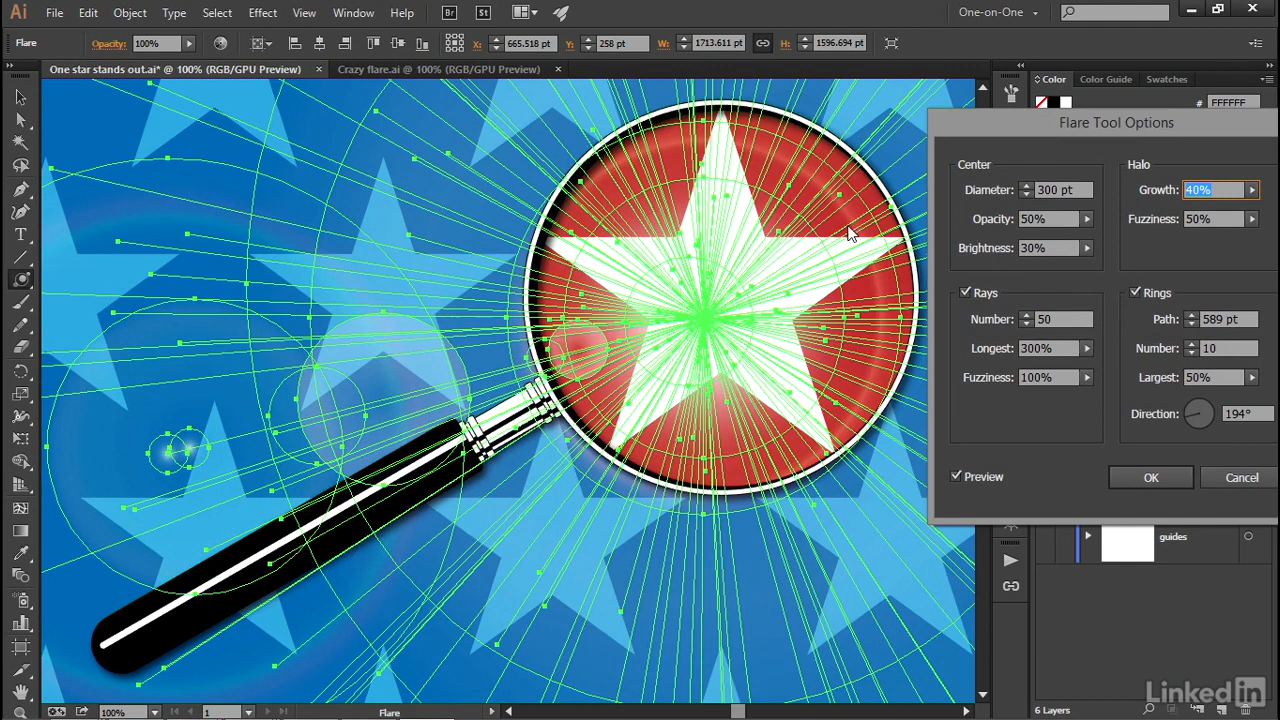 Ai File Edit Object Type Select Effect View Window Help Br St One-on-One
Flare Opacity: 100% X: 665.518 pt Y: 258 pt W: 1713.611 pt H: 1596.694 pt
One star stands out.ai* @ 100% (RGB/GPU Preview) × Crazy flare.ai @ 100% (RGB/GPU Preview) ×
Color Color Guide Swatches
# FFFFFF
Flare Tool Options
Center Halo
Diameter: 300 pt Growth: 40%
Opacity: 50% Fuzziness: 50%
Brightness: 30%
Rays Rings
Number: 50 Path: 589 pt
Longest: 300% Number: 10
Fuzziness: 100% Largest: 50%
Direction: 194°
Preview OK Cancel
guides
T
LinkedIn
100% 1 Flare 6 Layers